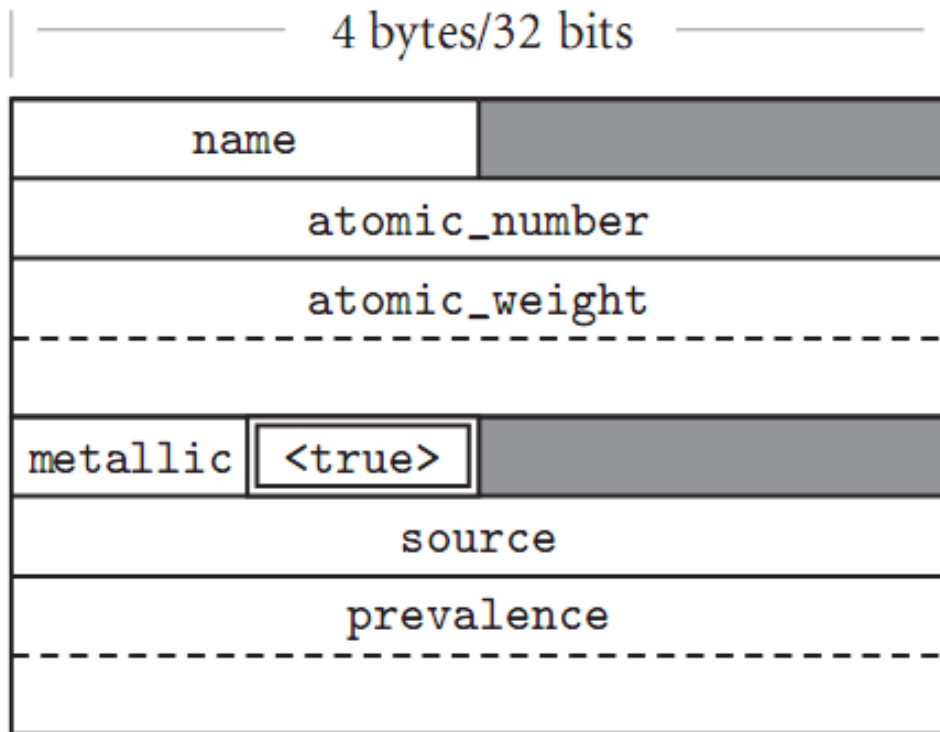 4 bytes/32 bits
name
atomic_number
atomic_weight
metallic <true>
source
prevalence